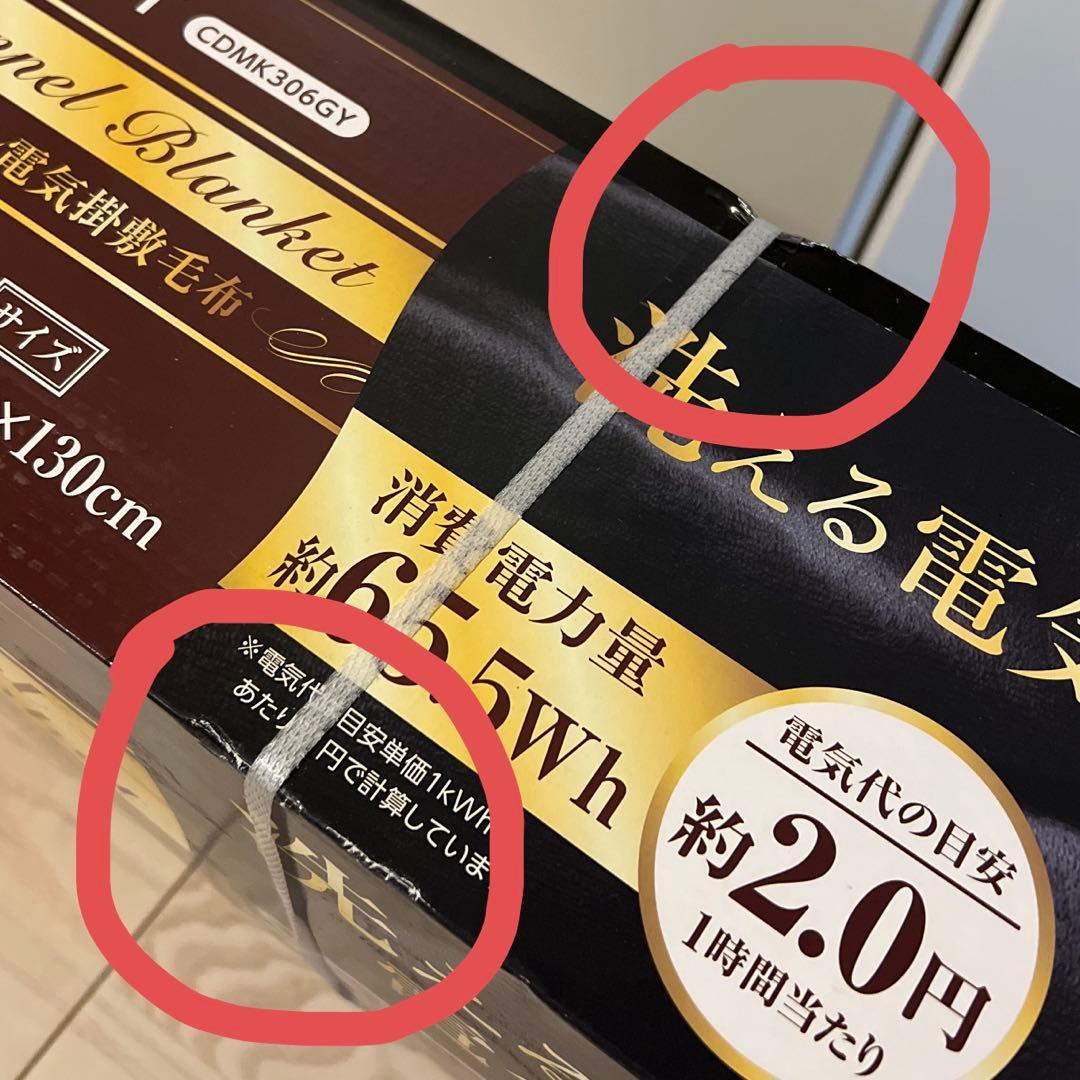 CDMK306GY
Blanket
電気掛敷毛布
サイズ
×130cm
洗える電気
消費電力量
約65.5Wh
※電気代目安単価1kWh
あたり 円で計算していま
電気代の目安
約2.0円
1時間当たり